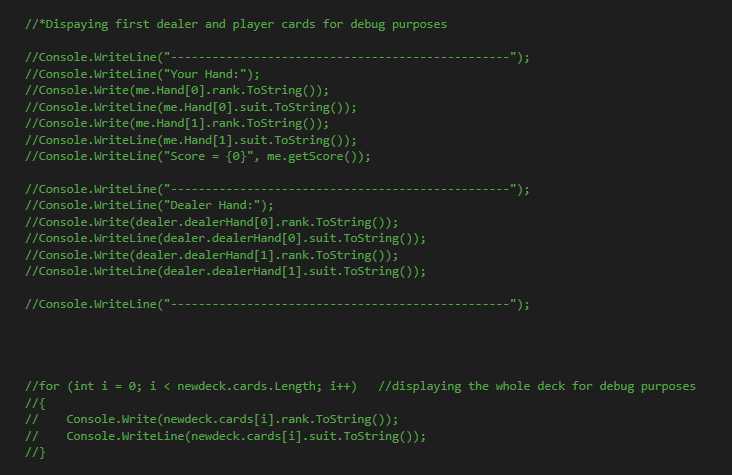 //*Dispaying first dealer and player cards for debug purposes
//Console.WriteLine("-------------------------------------------------");
//Console.WriteLine("Your Hand:");
//Console.Write(me.Hand[0].rank.ToString());
//Console.WriteLine(me.Hand[0].suit.ToString());
//Console.Write(me.Hand[1].rank.ToString());
//Console.WriteLine(me.Hand[1].suit.ToString());
//Console.WriteLine("Score = {0}", me.getScore());
//Console.WriteLine("-------------------------------------------------");
//Console.WriteLine("Dealer Hand:");
//Console.Write(dealer.dealerHand[0].rank.ToString());
//Console.WriteLine(dealer.dealerHand[0].suit.ToString());
//Console.Write(dealer.dealerHand[1].rank.ToString());
//Console.WriteLine(dealer.dealerHand[1].suit.ToString());
//Console.WriteLine("-------------------------------------------------");
//for (int i = 0; i < newdeck.cards.Length; i++)   //displaying the whole deck for debug purposes
//{
//    Console.Write(newdeck.cards[i].rank.ToString());
//    Console.WriteLine(newdeck.cards[i].suit.ToString());
//}